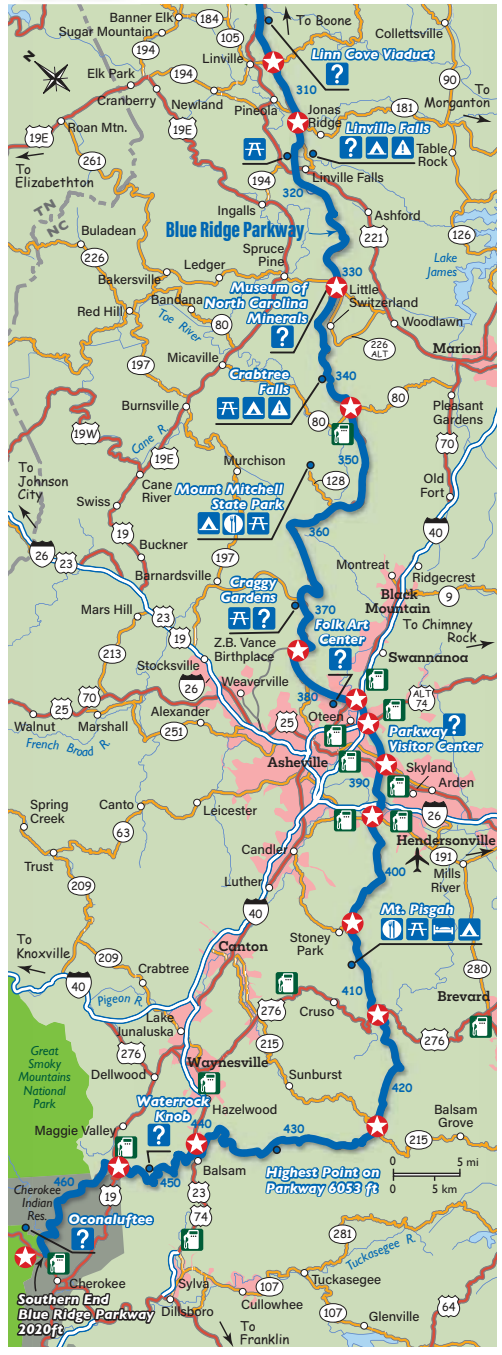 Banner Elk
184
To Boone
Collettsville
Sugar Mountain
105
194
Linville
Linn Cove Viaduct
?
N
Elk Park
194
310
90
Cranberry
Newland
To
Morganton
Pineola
Jonas
Ridge
181
19E
Roan Mtn.
19E
Linville Falls
?
Table
Rock
To
Elizabethton
261
Linville Falls
194
320
TN
NC
Ingalls
Ashford
Blue Ridge Parkway
221
Buladean
226
Spruce
Pine
126
Ledger
Lake
James
Bakersville
330
Museum of
North Carolina
Minerals
?
Little
Switzerland
Bandana
Red Hill
Toe River
80
Woodlawn
226
ALT
Marion
197
Micaville
340
Crabtree
Falls
Burnsville
80
80
Pleasant
Gardens
19W
Cane R.
19E
350
70
To
Johnson
City
Murchison
128
Cane
River
Mount Mitchell
State Park
Old
Fort
Swiss
19
360
40
26
23
Buckner
197
Montreat
Ridgecrest
Barnardsville
Craggy
Gardens
?
Black
Mountain
9
Mars Hill
23
370
To Chimney
Rock
19
Folk Art
Center
?
213
Z.B. Vance
Birthplace
Swannanoa
Stocksville
26
Weaverville
380
ALT
74
70
25
Alexander
25
Oteen
Walnut
Marshall
251
Parkway
Visitor Center
?
French Broad R.
Asheville
390
Skyland
Arden
Spring
Creek
Canto
Leicester
26
63
Hendersonville
Candler
191
Trust
400
Mills
River
Luther
209
40
Mt. Pisgah
To
Knoxville
Canton
Stoney
Park
209
Crabtree
280
40
410
Pigeon R.
276
Cruso
Brevard
Lake
Junaluska
276
Great
Smoky
Mountains
National
Park
276
215
Waynesville
Dellwood
Sunburst
420
Waterrock
Knob
?
Hazelwood
Balsam
Grove
Maggie Valley
440
430
215
460
450
Balsam
Highest Point on
Parkway 6053 ft
0 5 mi
0 5 km
Cherokee
Indian
Res.
19
23
74
Oconaluftee
?
281
Tuckasegee R.
Cherokee
Sylva
107
Tuckasegee
Southern End
Blue Ridge Parkway
2020ft
Cullowhee
64
Dillsboro
To
Franklin
107
Glenville